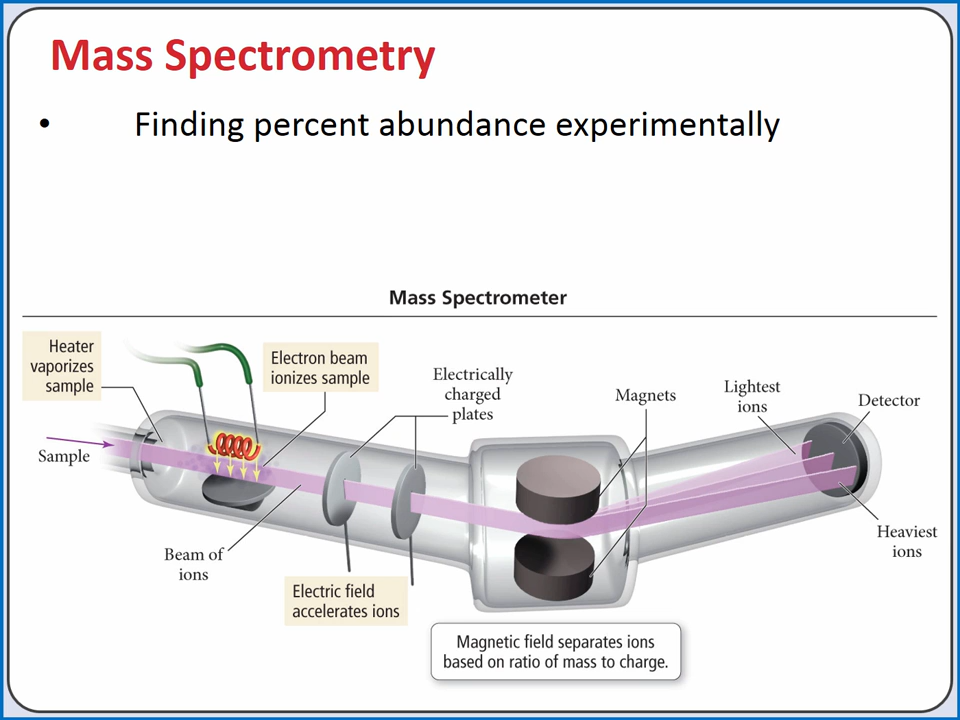 Mass Spectrometry
• Finding percent abundance experimentally
Mass Spectrometer
Heater
vaporizes
sample
Electron beam
ionizes sample
Electrically
charged
plates
Magnets
Lightest
ions
Detector
Sample
Beam of
ions
Electric field
accelerates ions
Heaviest
ions
Magnetic field separates ions
based on ratio of mass to charge.